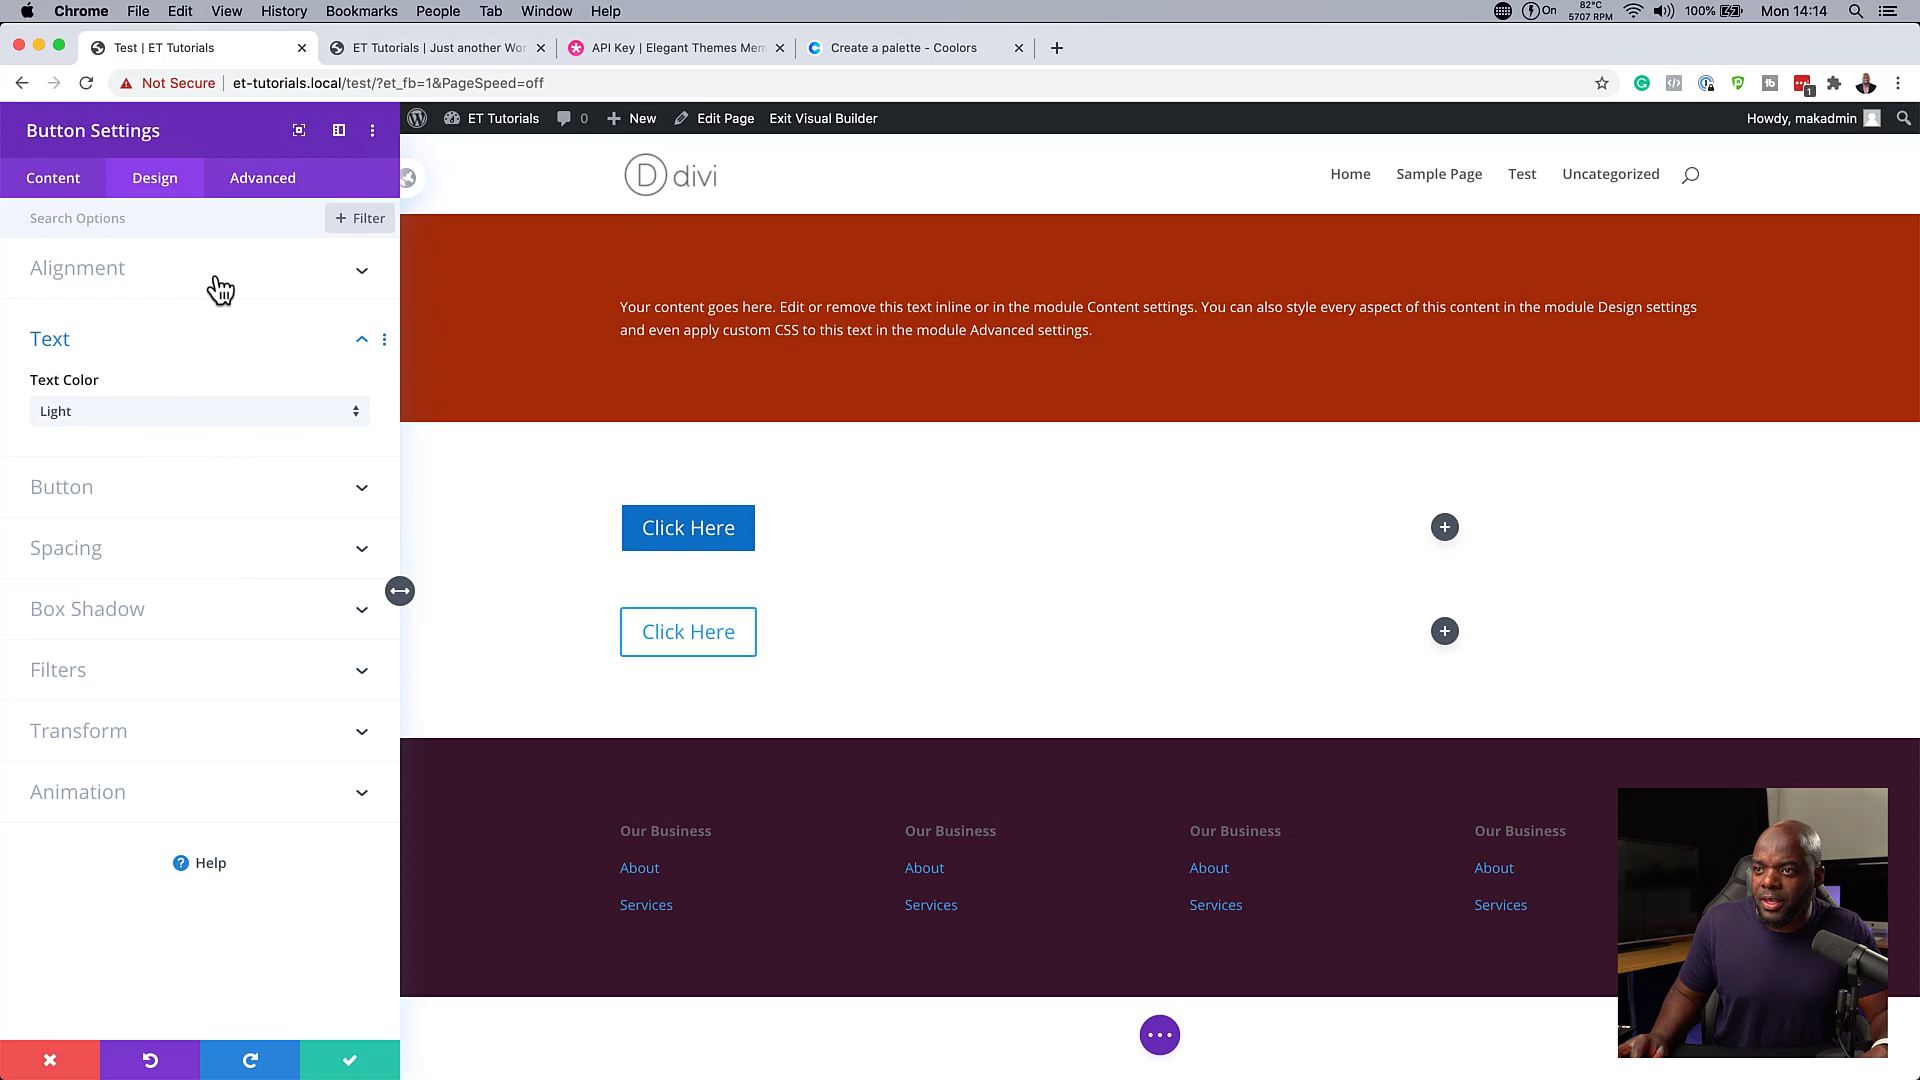 Chrome File Edit View History Bookmarks People Tab Window Help
On 82°C 5707 RPM 100% Mon 14:14
Test | ET Tutorials
ET Tutorials | Just another Wor
API Key | Elegant Themes Mem
Create a palette - Coolors
Not Secure et-tutorials.local/test/?et_fb=1&PageSpeed=off
1
ET Tutorials 0 New Edit Page Exit Visual Builder Howdy, makadmin
Button Settings
Content Design Advanced
Search Options + Filter
Alignment
Text
Text Color
Light
Button
Spacing
Box Shadow
Filters
Transform
Animation
? Help
D divi
Home Sample Page Test Uncategorized
Your content goes here. Edit or remove this text inline or in the module Content settings. You can also style every aspect of this content in the module Design settings
and even apply custom CSS to this text in the module Advanced settings.
Click Here
Click Here
Our Business Our Business Our Business Our Business
About About About About
Services Services Services Services